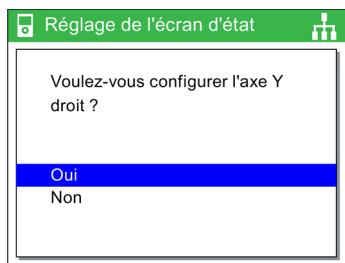 Réglage de l'écran d'état
Voulez-vous configurer l'axe Y
droit ?
Oui
Non